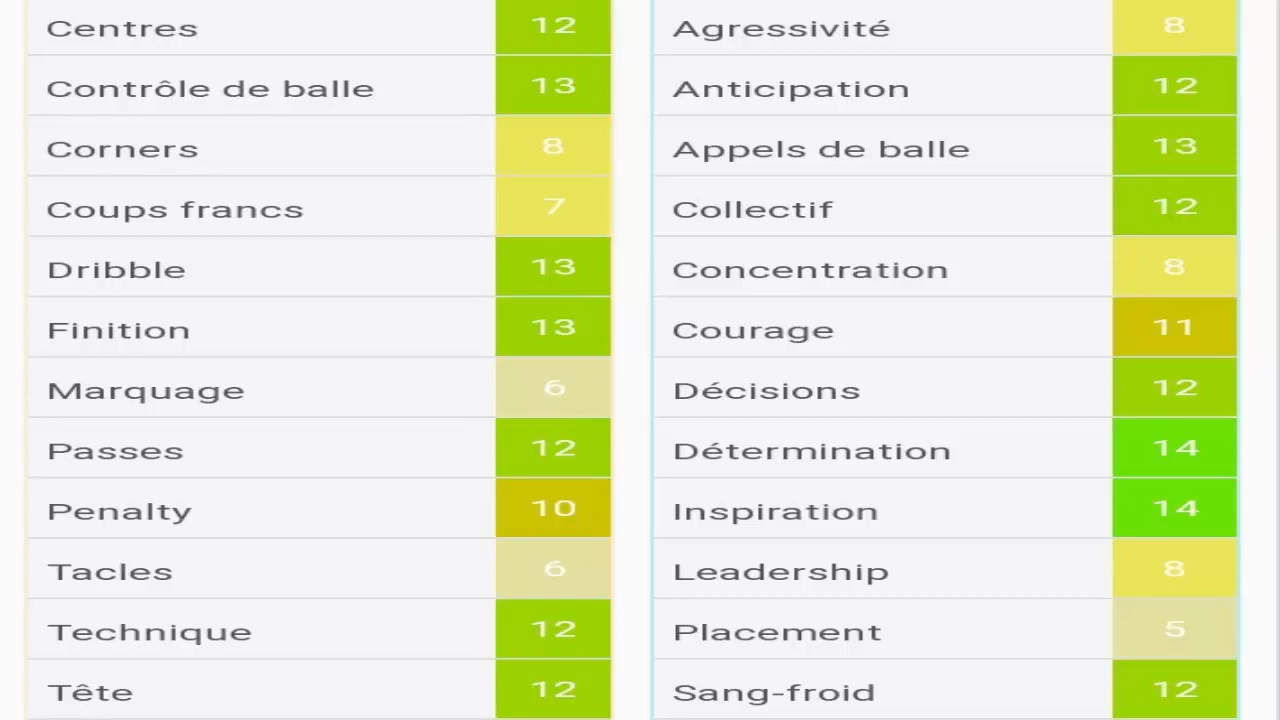 Centres 12
Contrôle de balle 13
Corners 8
Coups francs 7
Dribble 13
Finition 13
Marquage 6
Passes 12
Penalty 10
Tacles 6
Technique 12
Tête 12
Agressivité 8
Anticipation 12
Appels de balle 13
Collectif 12
Concentration 8
Courage 11
Décisions 12
Détermination 14
Inspiration 14
Leadership 8
Placement 5
Sang-froid 12